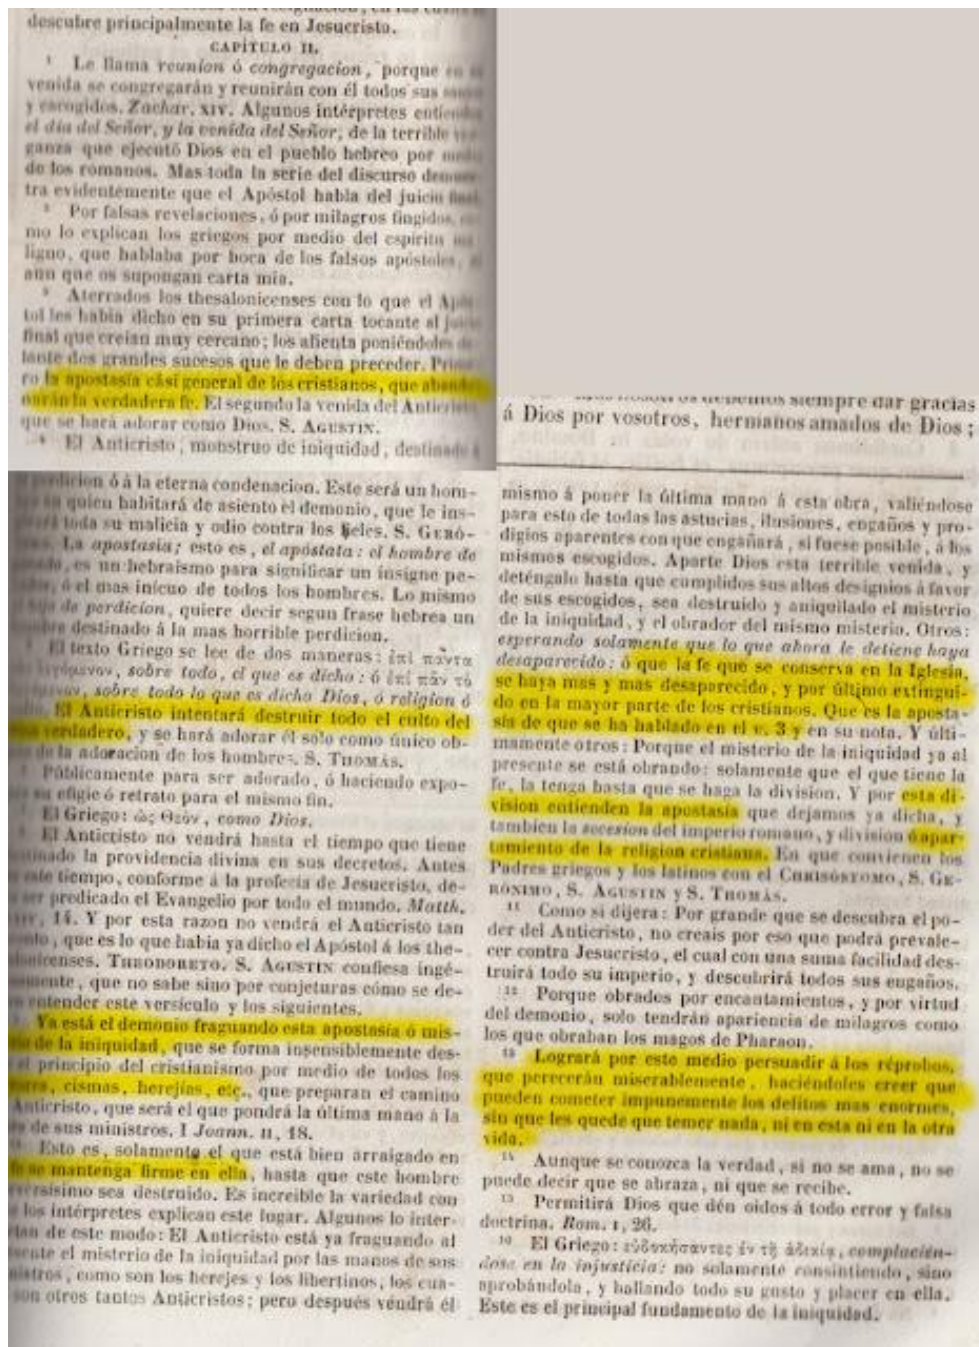 descubre principalmente la fe en Jesucristo.
CAPÍTULO II.
¹ Le llama reunion ó congregacion, porque en
venida se congregarán y reunirán con él todos sus
y escogidos. Zachar. XIV. Algunos intérpretes
el dia del Señor, y la venida del Señor, de la terrible
ganza que ejecutó Dios en el pueblo hebreo por
de los romanos. Mas toda la serie del discurso
tra evidentemente que el Apóstol habla del juicio
Por falsas revelaciones, ó por milagros fingidos,
mo lo explican los griegos por medio del espíritu
ligno, que hablaba por boca de los falsos apóstoles,
aun que os supongan carta mia.
Aterrados los thesalonicenses con lo que el
tol les habia dicho en su primera carta tocante al
final que creian muy cercano; los alienta poniéndoles
lante dos grandes sucesos que le deben preceder.
ro la apostasía cási general de los cristianos, que
narán la verdadera fe. El segundo la venida del
que se hará adorar como Dios. S. AGUSTIN.
⁴ El Anticristo, monstruo de iniquidad, destinado á
ó á la eterna condenacion. Este será un hom-
quien habitará de asiento el demonio, que le ins-
toda su malicia y odio contra los fieles. S. GERÓ-
La apostasia; esto es, el apóstata: el hombre de
es un hebraismo para significar un insigne pe-
ó el mas inicuo de todos los hombres. Lo mismo
de perdicion, quiere decir segun frase hebrea un
destinado á la mas horrible perdicion.
El texto Griego se lee de dos maneras: ἐπὶ πάντα
sobre todo, el que es dicho: ó ἐπὶ πᾶν τὸ
sobre todo lo que es dicho Dios, ó religion ó
El Anticristo intentará destruir todo el culto del
verdadero, y se hará adorar él solo como único ob-
de la adoracion de los hombres. S. THOMÁS.
Públicamente para ser adorado, ó haciendo expo-
su efigie ó retrato para el mismo fin.
El Griego: ὡς Θεὸν, como Dios.
El Anticristo no vendrá hasta el tiempo que tiene
la providencia divina en sus decretos. Antes
este tiempo, conforme á la profecía de Jesucristo, de-
ser predicado el Evangelio por todo el mundo. Matth.
14. Y por esta razon no vendrá el Anticristo tan
que es lo que habia ya dicho el Apóstol á los the-
THEODORETO. S. AGUSTIN confiesa ingé-
que no sabe sino por conjeturas cómo se de-
entender este versículo y los siguientes.
Ya está el demonio fraguando esta apostasía ó mis-
de la iniquidad, que se forma insensiblemente des-
el principio del cristianismo por medio de todos los
cismas, herejías, etc., que preparan el camino
Anticristo, que será el que pondrá la última mano á la
de sus ministros. I Joann. II, 18.
Esto es, solamente el que está bien arraigado en
fe se mantenga firme en ella, hasta que este hombre
sea destruido. Es increible la variedad con
los intérpretes explican este lugar. Algunos lo inter-
de este modo: El Anticristo está ya fraguando al
el misterio de la iniquidad por las manos de sus
como son los herejes y los libertinos, los cua-
son otros tantos Anticristos; pero después vendrá él
siempre dar gracias
á Dios por vosotros, hermanos amados de Dios;
mismo á poner la última mano á esta obra, valiéndose
para esto de todas las astucias, ilusiones, engaños y pro-
digios aparentes con que engañará, si fuese posible, á los
mismos escogidos. Aparte Dios esta terrible venida, y
deténgalo hasta que cumplidos sus altos designios á favor
de sus escogidos, sea destruido y aniquilado el misterio
de la iniquidad, y el obrador del mismo misterio. Otros:
esperando solamente que lo que ahora le detiene haya
desaparecido: ó que la fe que se conserva en la Iglesia,
se haya mas y mas desaparecido, y por último extingui-
do en la mayor parte de los cristianos. Que es la aposta-
sía de que se ha hablado en el v. 3 y en su nota. Y últi-
mamente otros: Porque el misterio de la iniquidad ya al
presente se está obrando: solamente que el que tiene la
fe, la tenga hasta que se haga la division. Y por esta di-
vision entienden la apostasía que dejamos ya dicha, y
tambien la secesion del imperio romano, y division ó apar-
tamiento de la religion cristiana. En que convienen los
Padres griegos y los latinos con el CHRISÓSTOMO, S. GE-
RÓNIMO, S. AGUSTIN y S. THOMÁS.
¹¹ Como si dijera: Por grande que se descubra el po-
der del Anticristo, no creais por eso que podrá prevale-
cer contra Jesucristo, el cual con una suma facilidad des-
truirá todo su imperio, y descubrirá todos sus engaños.
¹² Porque obrados por encantamientos, y por virtud
del demonio, solo tendrán apariencia de milagros como
los que obraban los magos de Pharaon.
¹³ Logrará por este medio persuadir á los réprobos,
que perecerán miserablemente, haciéndoles creer que
pueden cometer impunemente los delitos mas enormes,
sin que les quede que temer nada, ni en esta ni en la otra
vida.
¹⁴ Aunque se conozca la verdad, si no se ama, no se
puede decir que se abraza, ni que se recibe.
¹⁵ Permitirá Dios que dén oidos á todo error y falsa
doctrina. Rom. I, 26.
¹⁶ El Griego: εὐδοκήσαντες ἐν τῇ ἀδικίᾳ, complacién-
dose en la injusticia: no solamente consintiendo, sino
aprobándola, y hallando todo su gusto y placer en ella.
Este es el principal fundamento de la iniquidad.